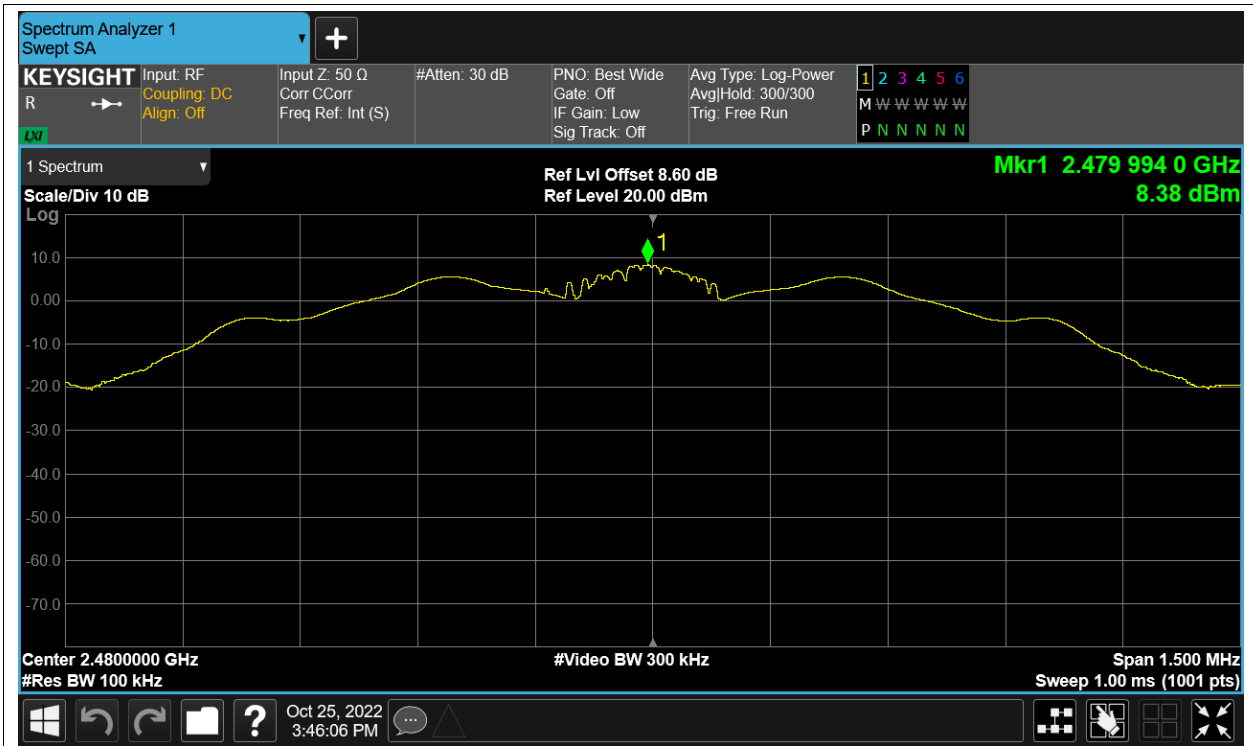 Spectrum Analyzer 1
Swept SA
+
KEYSIGHT Input: RF Input Z: 50 Ω #Atten: 30 dB PNO: Best Wide Avg Type: Log-Power 1 2 3 4 5 6
R Coupling: DC Corr CCorr Gate: Off Avg|Hold: 300/300 M W W W W W
Align: Off Freq Ref: Int (S) IF Gain: Low Trig: Free Run
LXI Sig Track: Off P N N N N N
1 Spectrum Ref Lvl Offset 8.60 dB Mkr1 2.479 994 0 GHz
Scale/Div 10 dB Ref Level 20.00 dBm 8.38 dBm
Log
1
10.0
0.00
-10.0
-20.0
-30.0
-40.0
-50.0
-60.0
-70.0
Center 2.4800000 GHz #Video BW 300 kHz Span 1.500 MHz
#Res BW 100 kHz Sweep 1.00 ms (1001 pts)
? Oct 25, 2022
3:46:06 PM